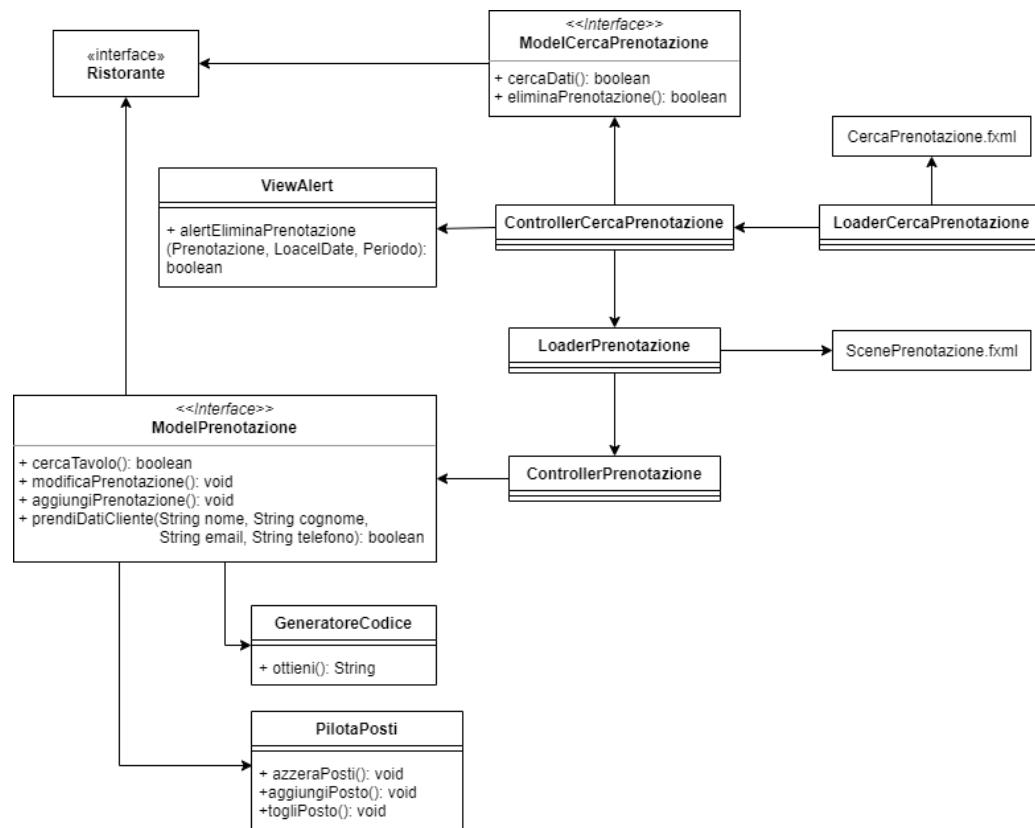 <<Interface>>
ModelCercaPrenotazione
+ cercaDati(): boolean
+ eliminaPrenotazione(): boolean
«interface»
Ristorante
CercaPrenotazione.fxml
ViewAlert
+ alertEliminaPrenotazione
(Prenotazione, LoacelDate, Periodo):
boolean
ControllerCercaPrenotazione
LoaderCercaPrenotazione
LoaderPrenotazione
ScenePrenotazione.fxml
<<Interface>>
ModelPrenotazione
+ cercaTavolo(): boolean
+ modificaPrenotazione(): void
+ aggiungiPrenotazione(): void
+ prendiDatiCliente(String nome, String cognome,
String email, String telefono): boolean
ControllerPrenotazione
GeneratoreCodice
+ ottieni(): String
PilotaPosti
+ azzeraPosti(): void
+aggiungiPosto(): void
+togliPosto(): void